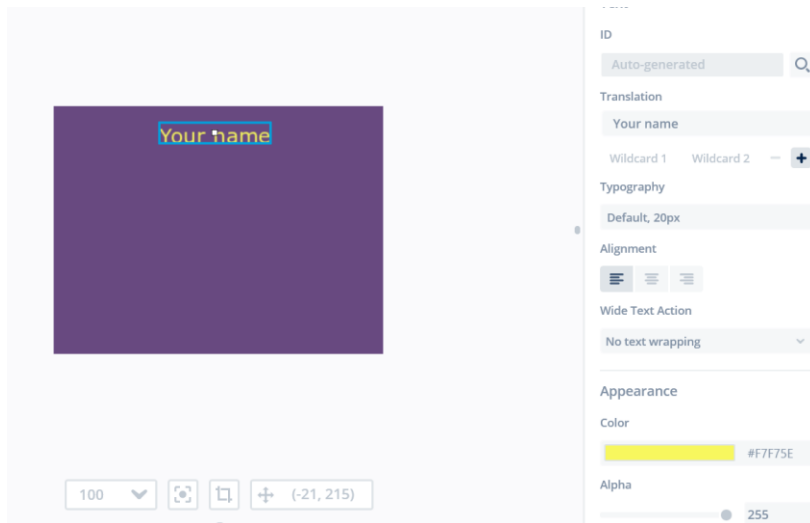 Your name
100
(-21, 215)
ID
Auto-generated
Translation
Your name
Wildcard 1 Wildcard 2
Typography
Default, 20px
Alignment
Wide Text Action
No text wrapping
Appearance
Color
#F7F75E
Alpha
255